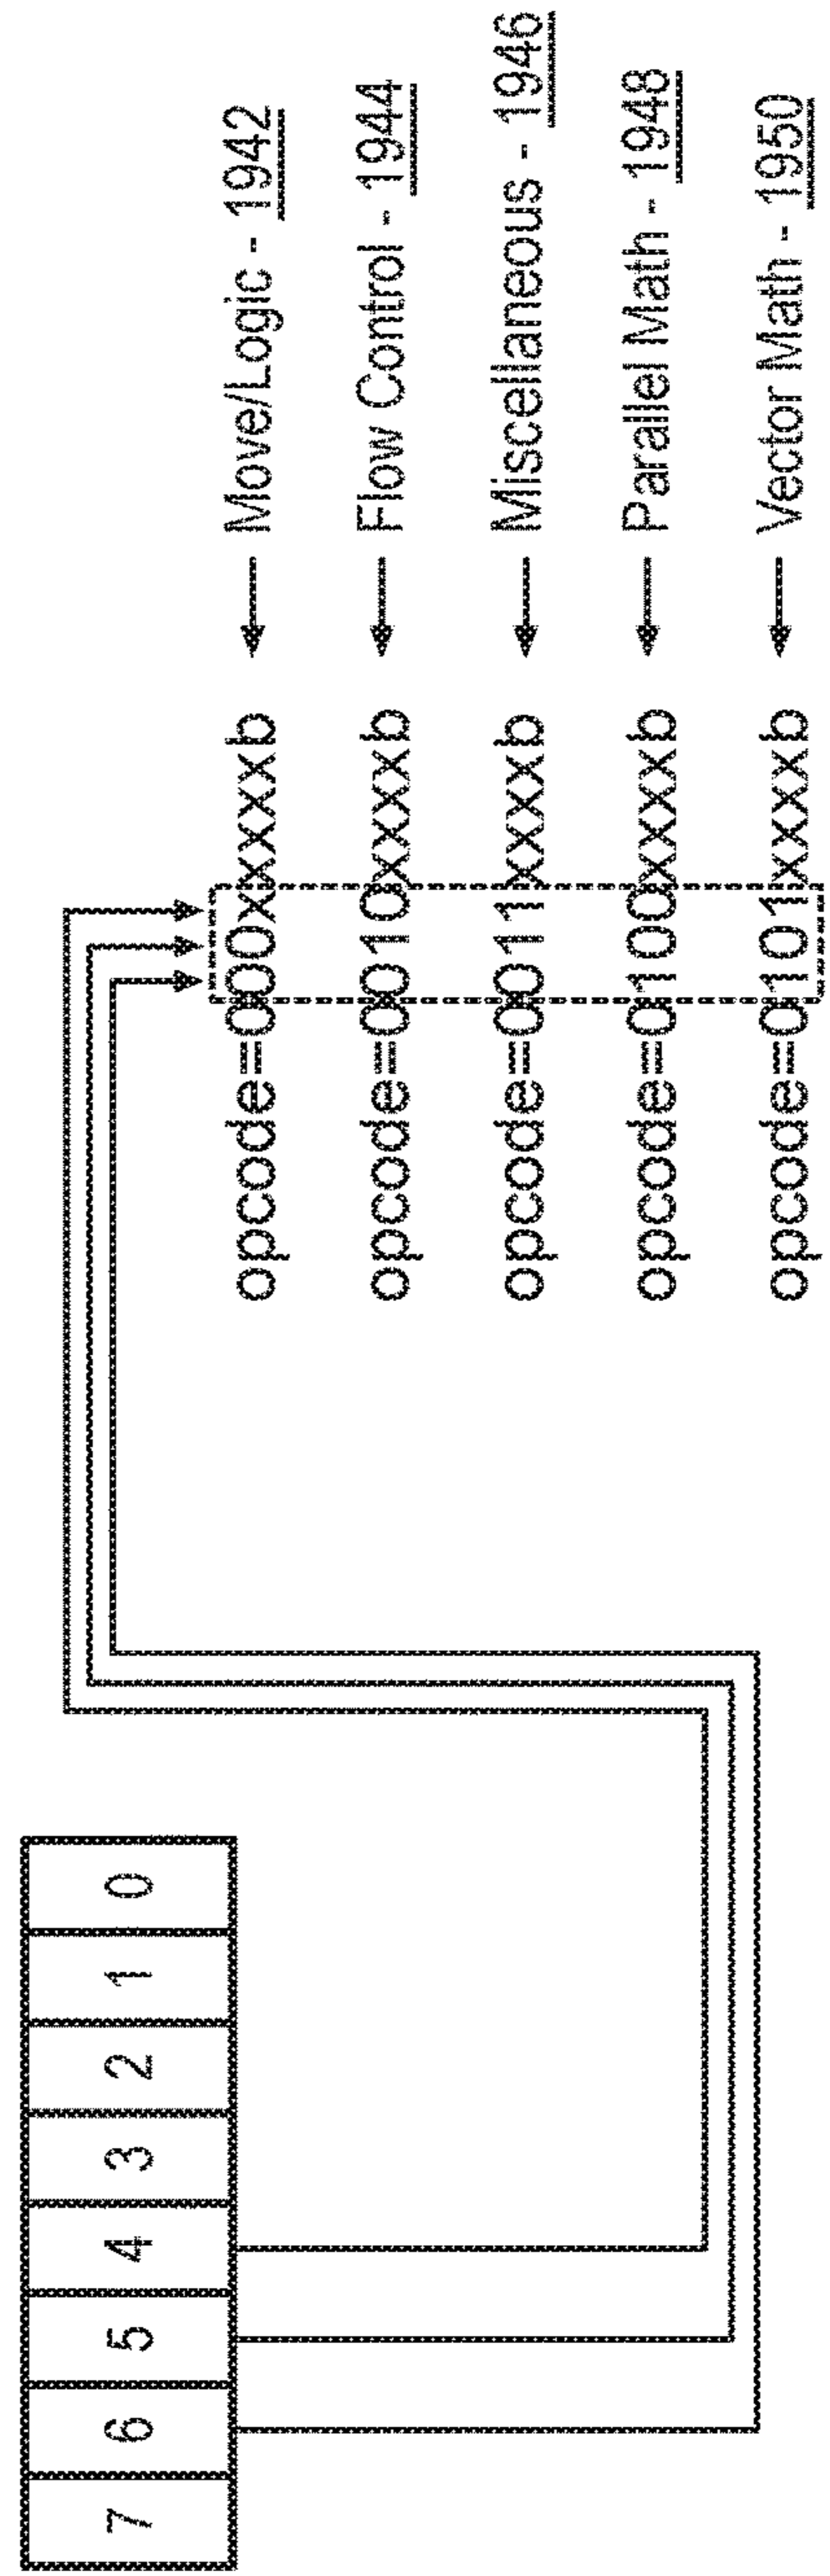 7 6 5 4 3 2 1 0
opcode=000xxxxxb ← Move/Logic - 1942
opcode=0010xxxxb ← Flow Control - 1944
opcode=0011xxxxb ← Miscellaneous - 1946
opcode=0100xxxxb ← Parallel Math - 1948
opcode=0101xxxxb ← Vector Math - 1950